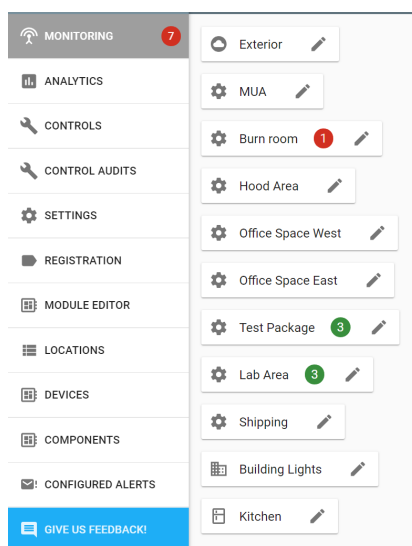 MONITORING 7
ANALYTICS
CONTROLS
CONTROL AUDITS
SETTINGS
REGISTRATION
MODULE EDITOR
LOCATIONS
DEVICES
COMPONENTS
CONFIGURED ALERTS
GIVE US FEEDBACK!
Exterior
MUA
Burn room 1
Hood Area
Office Space West
Office Space East
Test Package 3
Lab Area 3
Shipping
Building Lights
Kitchen